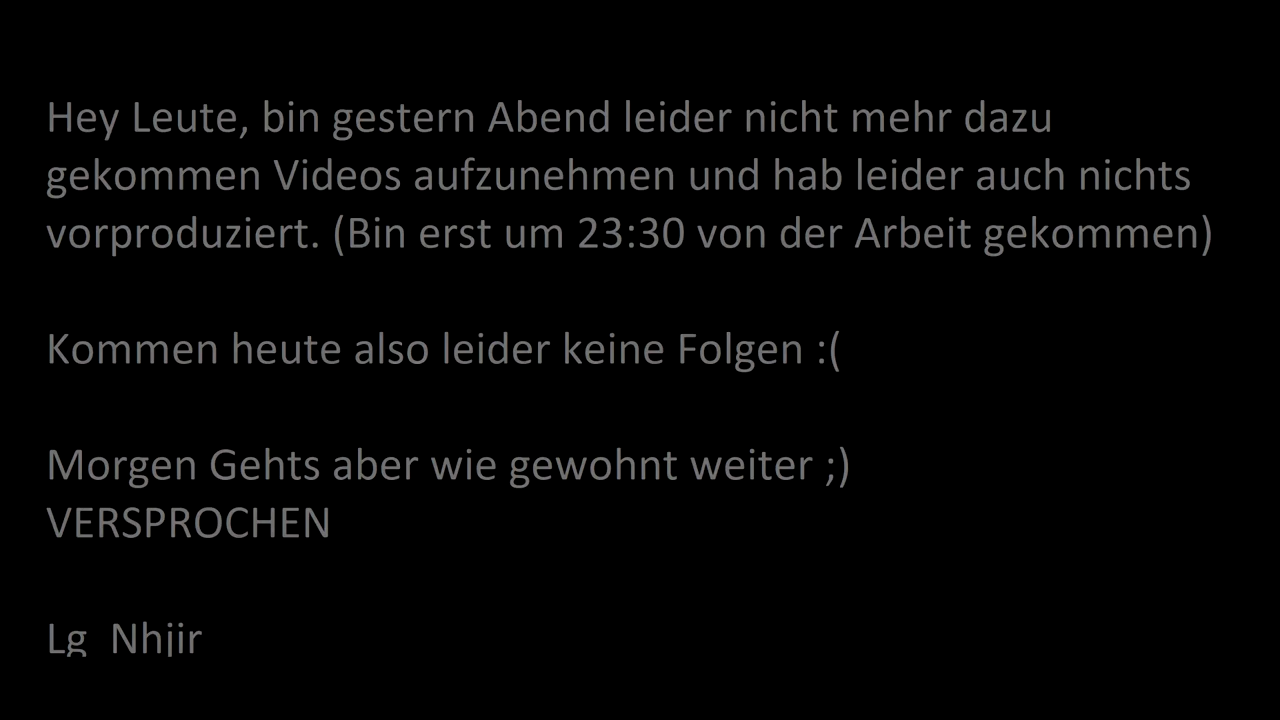 Hey Leute, bin gestern Abend leider nicht mehr dazu
gekommen Videos aufzunehmen und hab leider auch nichts
vorproduziert. (Bin erst um 23:30 von der Arbeit gekommen)
Kommen heute also leider keine Folgen :(
Morgen Gehts aber wie gewohnt weiter ;)
VERSPROCHEN
Lg  Nhjir